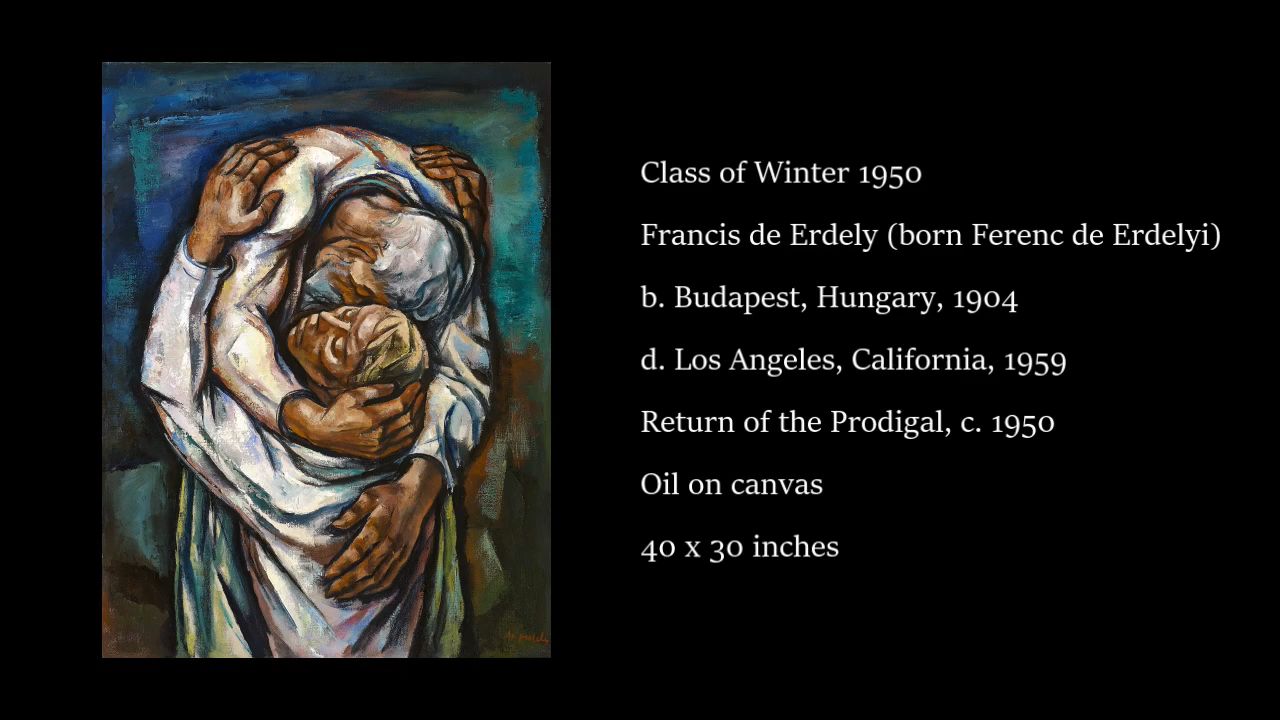 Class of Winter 1950
Francis de Erdely (born Ferenc de Erdelyi)
b. Budapest, Hungary, 1904
d. Los Angeles, California, 1959
Return of the Prodigal, c. 1950
Oil on canvas
40 x 30 inches